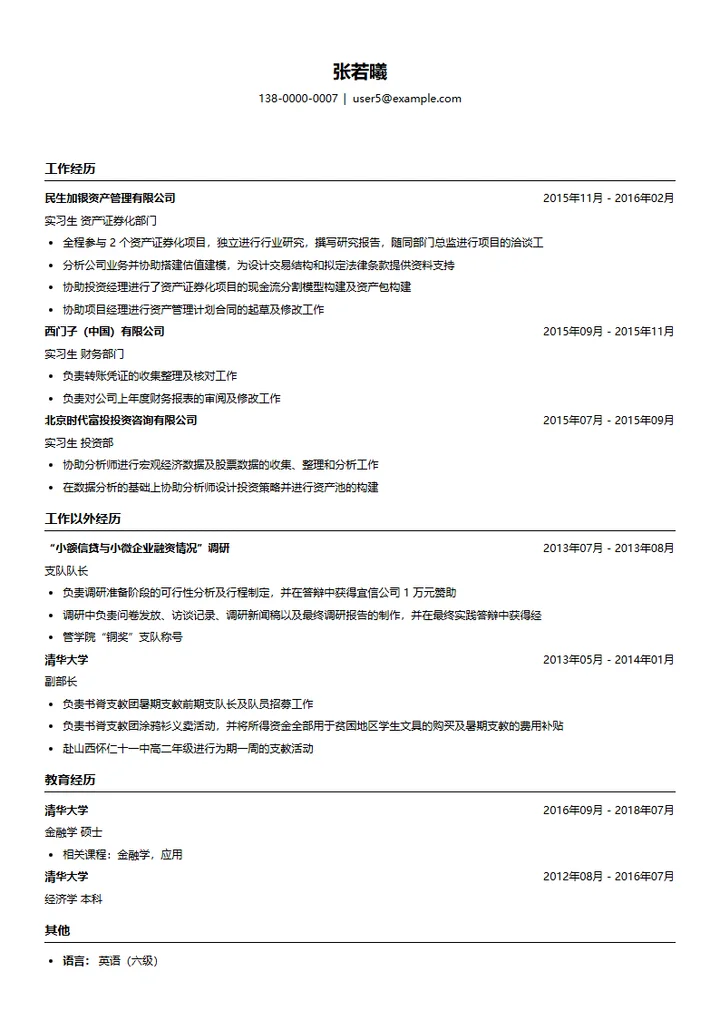 张若曦
138-0000-0007 | user5@example.com
工作经历
民生加银资产管理有限公司 2015年11月 - 2016年02月
实习生 资产证券化部门
• 全程参与 2 个资产证券化项目，独立进行行业研究，撰写研究报告，随同部门总监进行项目的洽谈工
• 分析公司业务并协助搭建估值建模，为设计交易结构和拟定法律条款提供资料支持
• 协助投资经理进行了资产证券化项目的现金流分割模型构建及资产包构建
• 协助项目经理进行资产管理计划合同的起草及修改工作
西门子（中国）有限公司 2015年09月 - 2015年11月
实习生 财务部门
• 负责转账凭证的收集整理及核对工作
• 负责对公司上年度财务报表的审阅及修改工作
北京时代富投投资咨询有限公司 2015年07月 - 2015年09月
实习生 投资部
• 协助分析师进行宏观经济数据及股票数据的收集、整理和分析工作
• 在数据分析的基础上协助分析师设计投资策略并进行资产池的构建
工作以外经历
“小额信贷与小微企业融资情况”调研 2013年07月 - 2013年08月
支队队长
• 负责调研准备阶段的可行性分析及行程制定，并在答辩中获得宜信公司 1 万元赞助
• 调研中负责问卷发放、访谈记录、调研新闻稿以及最终调研报告的制作，并在最终实践答辩中获得经
• 管学院“铜奖”支队称号
清华大学 2013年05月 - 2014年01月
副部长
• 负责书脊支教团暑期支教前期支队长及队员招募工作
• 负责书脊支教团涂鸦衫义卖活动，并将所得资金全部用于贫困地区学生文具的购买及暑期支教的费用补贴
• 赴山西怀仁十一中高二年级进行为期一周的支教活动
教育经历
清华大学 2016年09月 - 2018年07月
金融学 硕士
• 相关课程：金融学，应用
清华大学 2012年08月 - 2016年07月
经济学 本科
其他
• 语言： 英语（六级）